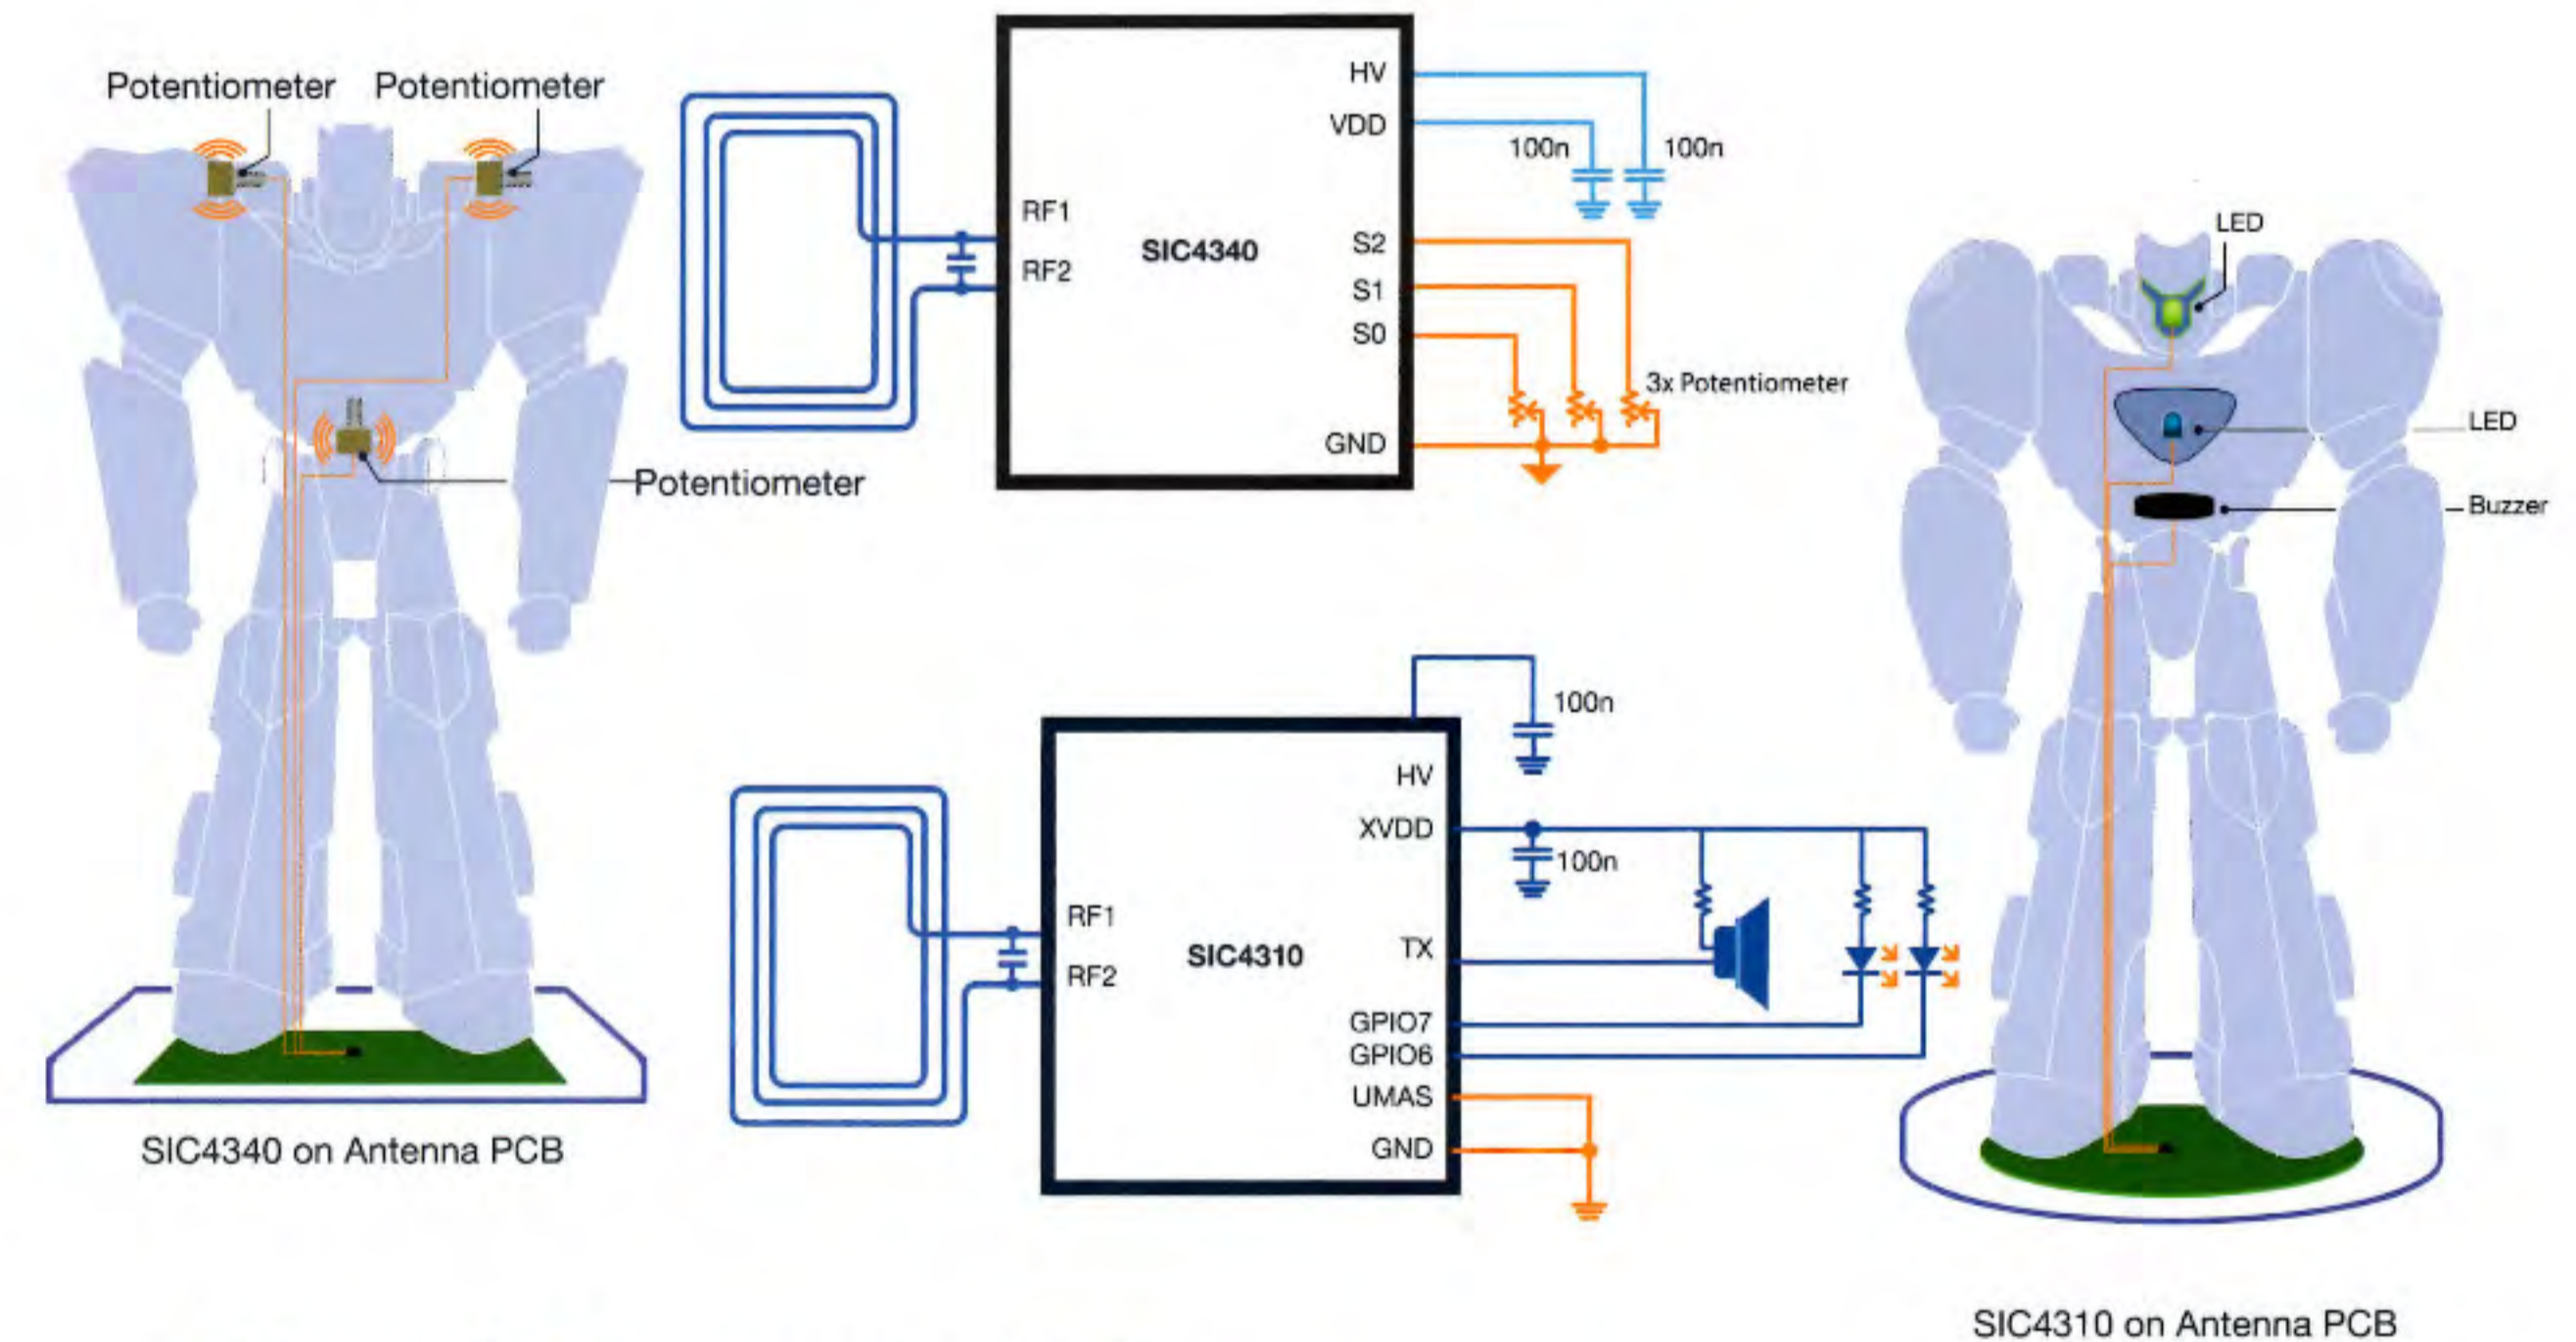 Potentiometer Potentiometer
Potentiometer
SIC4340 on Antenna PCB
HV
VDD
100n 100n
RF1
RF2
SIC4340
S2
S1
S0
3x Potentiometer
GND
100n
HV
XVDD
100n
RF1
RF2
SIC4310
TX
GPIO7
GPIO6
UMAS
GND
LED
LED
Buzzer
SIC4310 on Antenna PCB